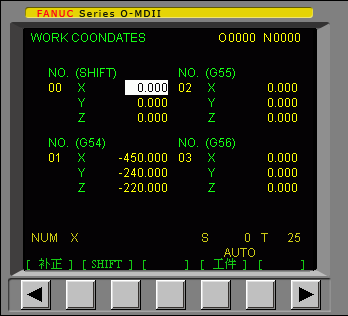 FANUC Series O-MDII
WORK COONDATES O0000 N0000
NO. (SHIFT) NO. (G55)
00 X 0.000 02 X 0.000
Y 0.000 Y 0.000
Z 0.000 Z 0.000
NO. (G54) NO. (G56)
01 X -450.000 03 X 0.000
Y -240.000 Y 0.000
Z -220.000 Z 0.000
NUM X S 0 T 25
AUTO
[ 补正 ] [ SHIFT ] [ ] [ 工件 ] [ ]